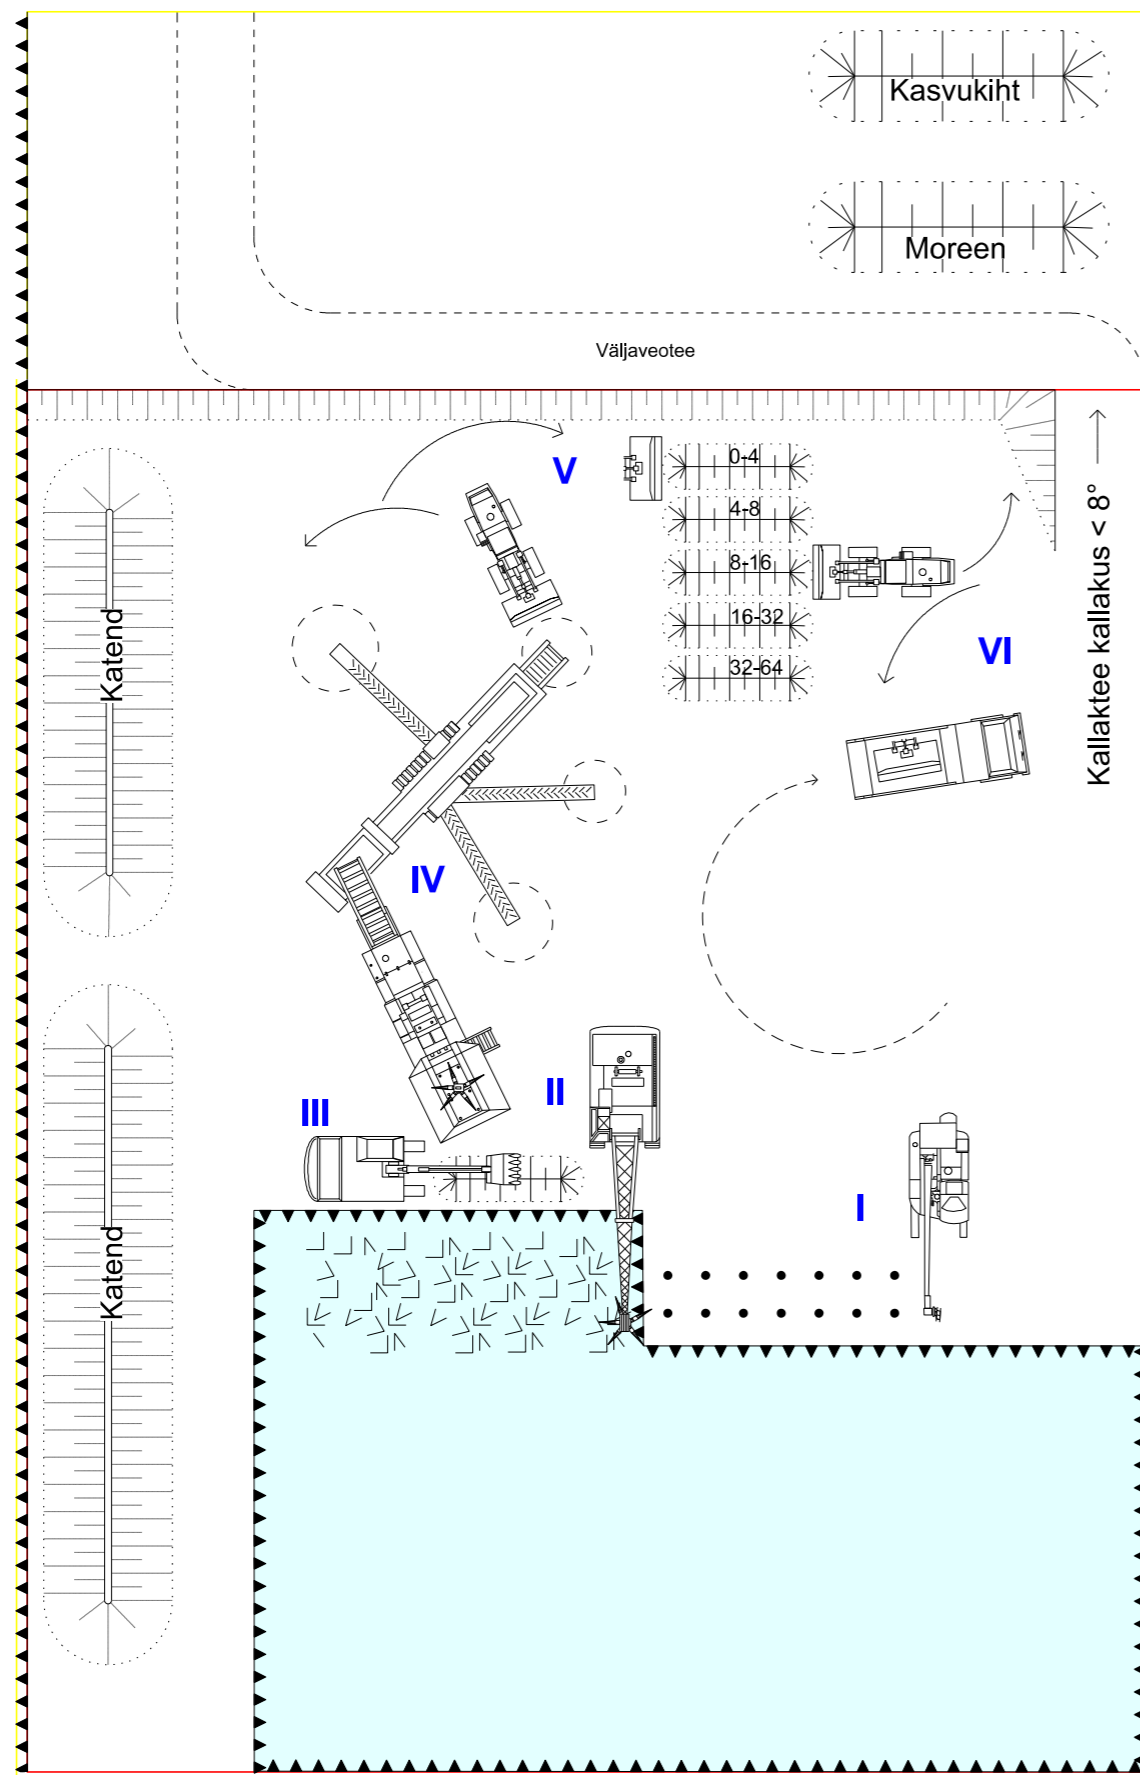 Kasvukiht
Moreen
Väljaveotee
V
0-4
4-8
8-16
16-32
32-64
VI
Kallaktee kallakus < 8°
Katend
IV
II
III
I
Katend